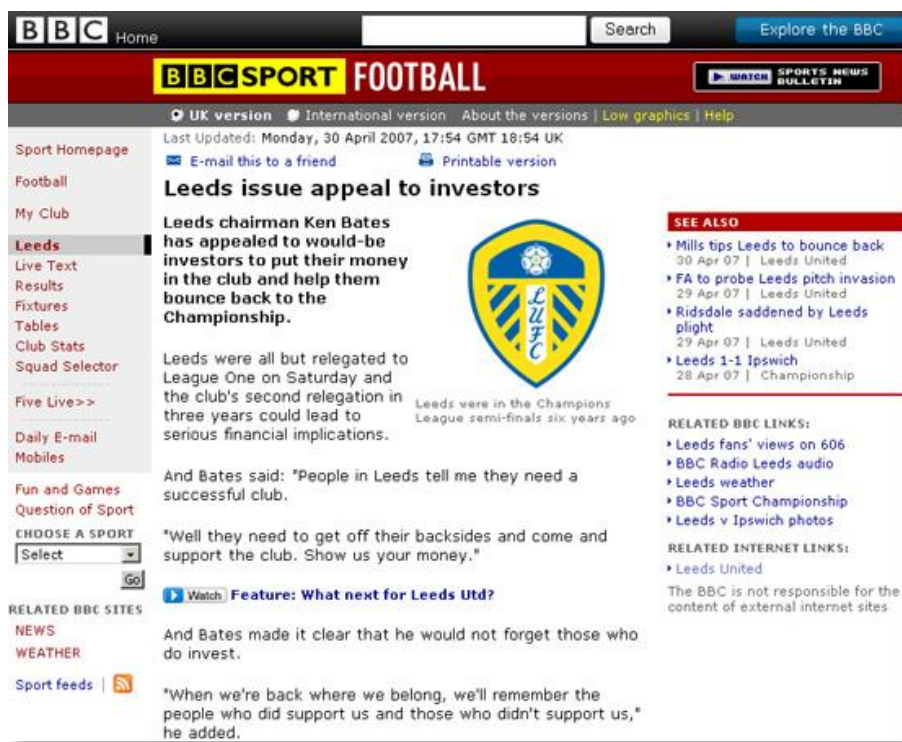 BBC Home
Search
Explore the BBC
BBC SPORT FOOTBALL
WATCH SPORTS NEWS BULLETIN
UK version International version About the versions | Low graphics | Help
Sport Homepage
Football
My Club
Leeds
Live Text
Results
Fixtures
Tables
Club Stats
Squad Selector
Five Live>>
Daily E-mail
Mobiles
Fun and Games
Question of Sport
CHOOSE A SPORT
Select
Go
RELATED BBC SITES
NEWS
WEATHER
Sport feeds |
Last Updated: Monday, 30 April 2007, 17:54 GMT 18:54 UK
E-mail this to a friend
Printable version
Leeds issue appeal to investors
Leeds chairman Ken Bates
has appealed to would-be
investors to put their money
in the club and help them
bounce back to the
Championship.
LUFC
Leeds were in the Champions
League semi-finals six years ago
Leeds were all but relegated to
League One on Saturday and
the club's second relegation in
three years could lead to
serious financial implications.
And Bates said: "People in Leeds tell me they need a
successful club.
"Well they need to get off their backsides and come and
support the club. Show us your money."
Watch Feature: What next for Leeds Utd?
And Bates made it clear that he would not forget those who
do invest.
"When we're back where we belong, we'll remember the
people who did support us and those who didn't support us,"
he added.
SEE ALSO
Mills tips Leeds to bounce back
30 Apr 07 | Leeds United
FA to probe Leeds pitch invasion
29 Apr 07 | Leeds United
Ridsdale saddened by Leeds
plight
29 Apr 07 | Leeds United
Leeds 1-1 Ipswich
28 Apr 07 | Championship
RELATED BBC LINKS:
Leeds fans' views on 606
BBC Radio Leeds audio
Leeds weather
BBC Sport Championship
Leeds v Ipswich photos
RELATED INTERNET LINKS:
Leeds United
The BBC is not responsible for the
content of external internet sites